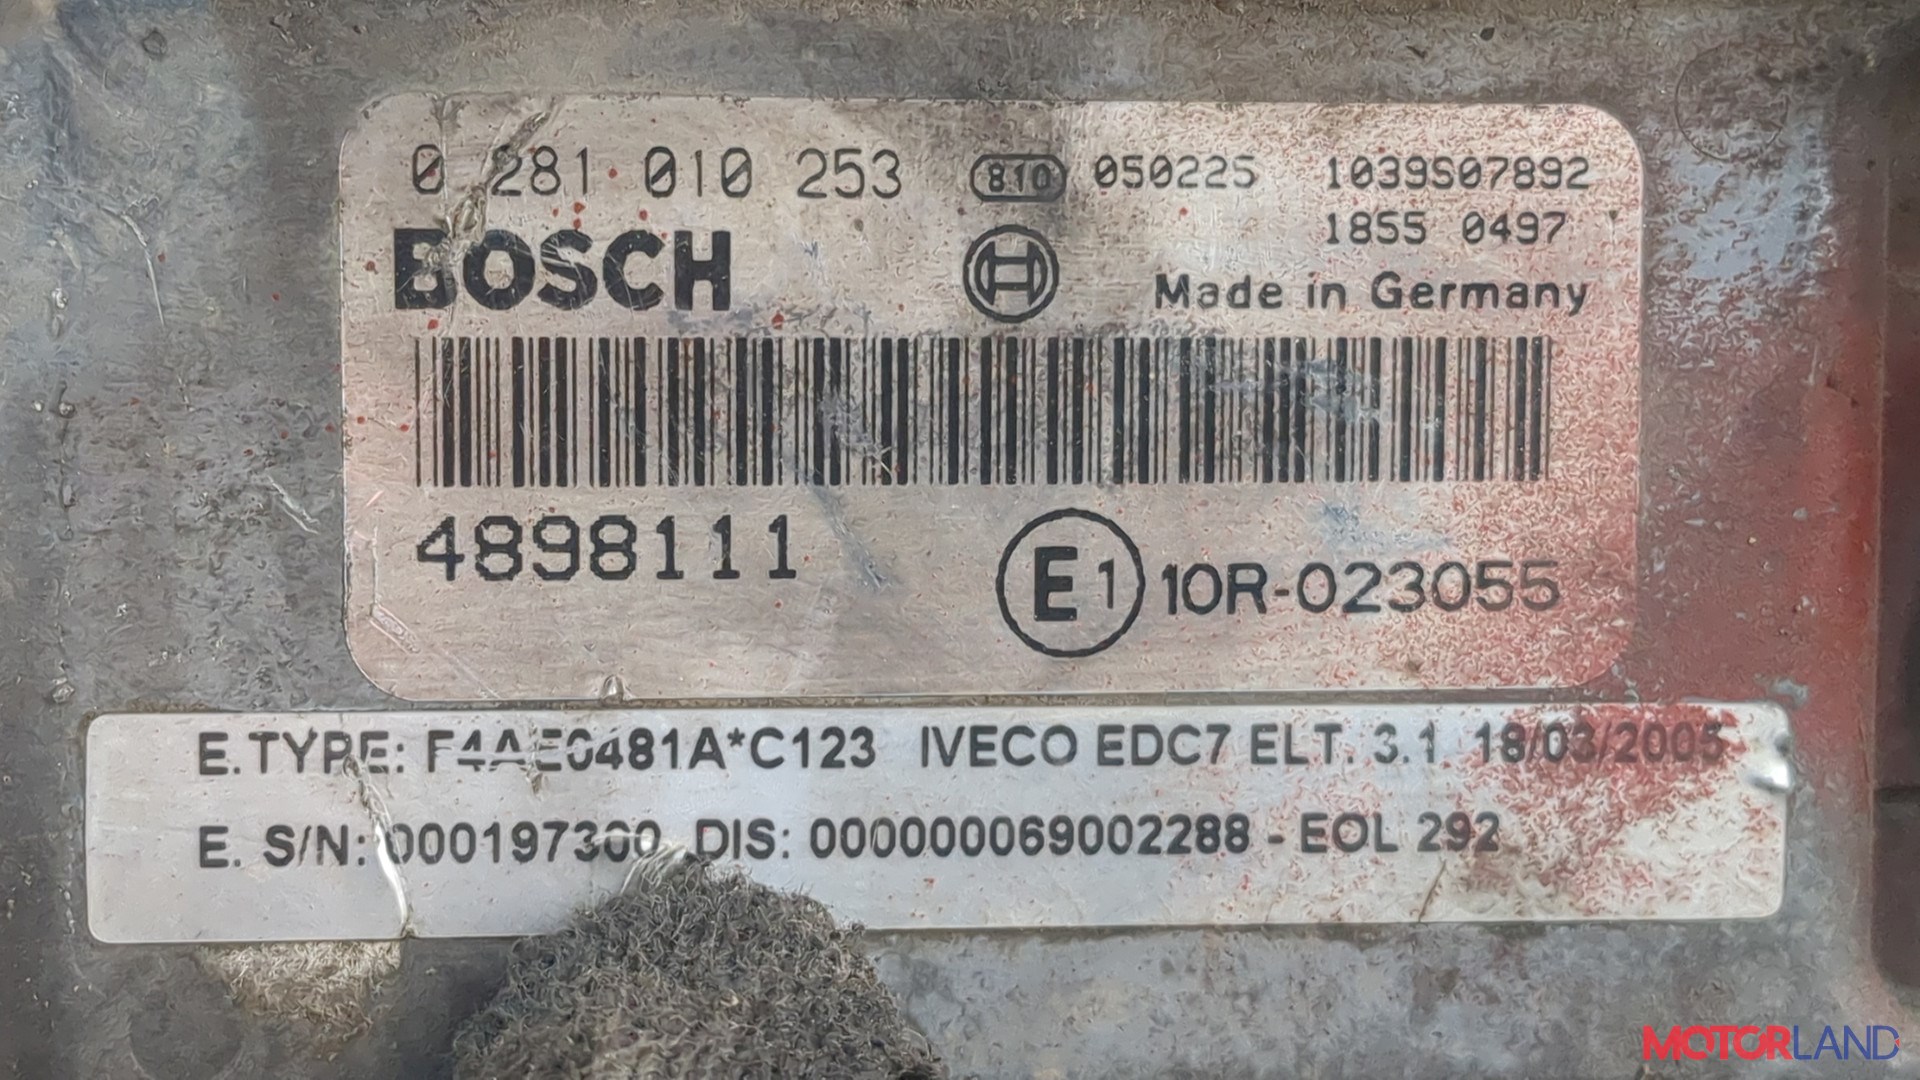 0 281 010 253 810 050225 1039S07892
1855 0497
BOSCH Made in Germany
4898111 E1 10R-023055
E.TYPE: F4AE0481A*C123 IVECO EDC7 ELT. 3.1 18/03/2005
E. S/N: 000197300 DIS: 000000069002288 - EOL 292
MOTORLAND